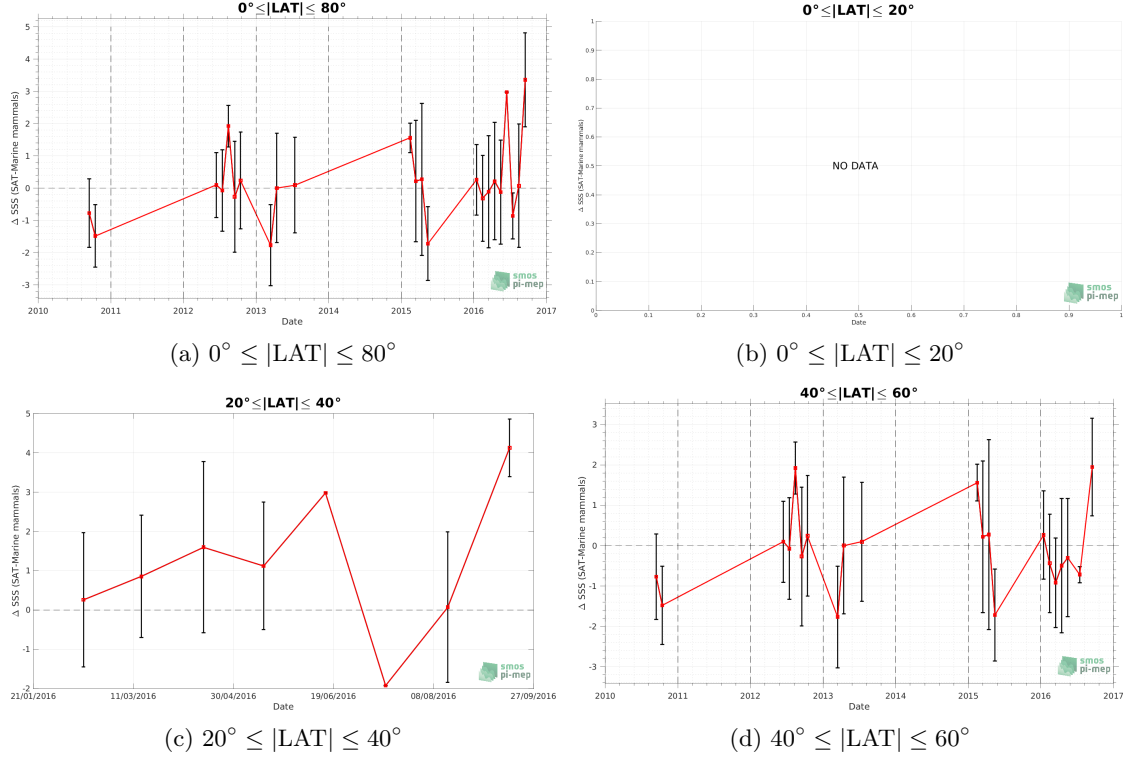 0°≤|LAT|≤ 80°
Δ SSS (SAT-Marine mammals)
5
4
3
2
1
0
-1
-2
-3
2010 2011 2012 2013 2014 2015 2016 2017
Date
smos
pi-mep
(a) 0° ≤ |LAT| ≤ 80°
0°≤|LAT|≤ 20°
Δ SSS (SAT-Marine mammals)
1
0.9
0.8
0.7
0.6
0.5
0.4
0.3
0.2
0.1
0
NO DATA
0 0.1 0.2 0.3 0.4 0.5 0.6 0.7 0.8 0.9 1
Date
smos
pi-mep
(b) 0° ≤ |LAT| ≤ 20°
20°≤|LAT|≤ 40°
Δ SSS (SAT-Marine mammals)
5
4
3
2
1
0
-1
-2
21/01/2016 11/03/2016 30/04/2016 19/06/2016 08/08/2016 27/09/2016
Date
smos
pi-mep
(c) 20° ≤ |LAT| ≤ 40°
40°≤|LAT|≤ 60°
Δ SSS (SAT-Marine mammals)
3
2
1
0
-1
-2
-3
2010 2011 2012 2013 2014 2015 2016 2017
Date
smos
pi-mep
(d) 40° ≤ |LAT| ≤ 60°